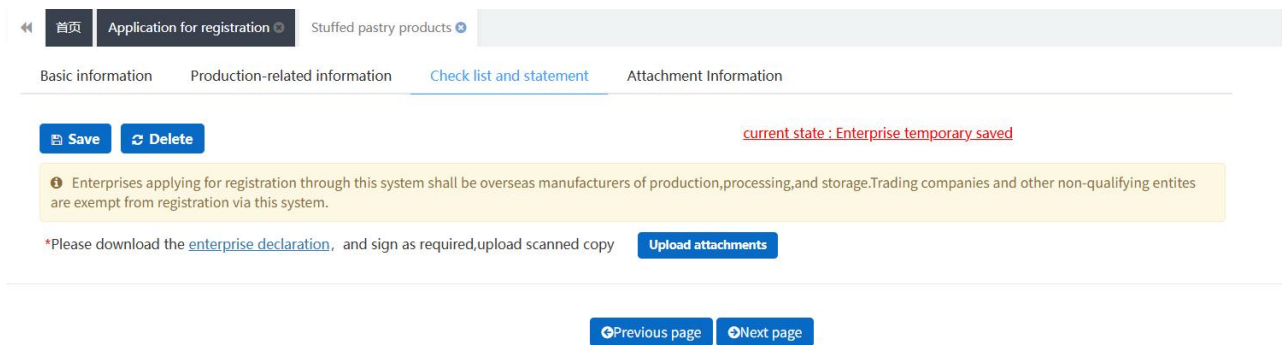 首页 Application for registration Stuffed pastry products
Basic information Production-related information Check list and statement Attachment Information
Save Delete current state : Enterprise temporary saved
Enterprises applying for registration through this system shall be overseas manufacturers of production,processing,and storage.Trading companies and other non-qualifying entites
are exempt from registration via this system.
*Please download the enterprise declaration，and sign as required,upload scanned copy Upload attachments
Previous page Next page